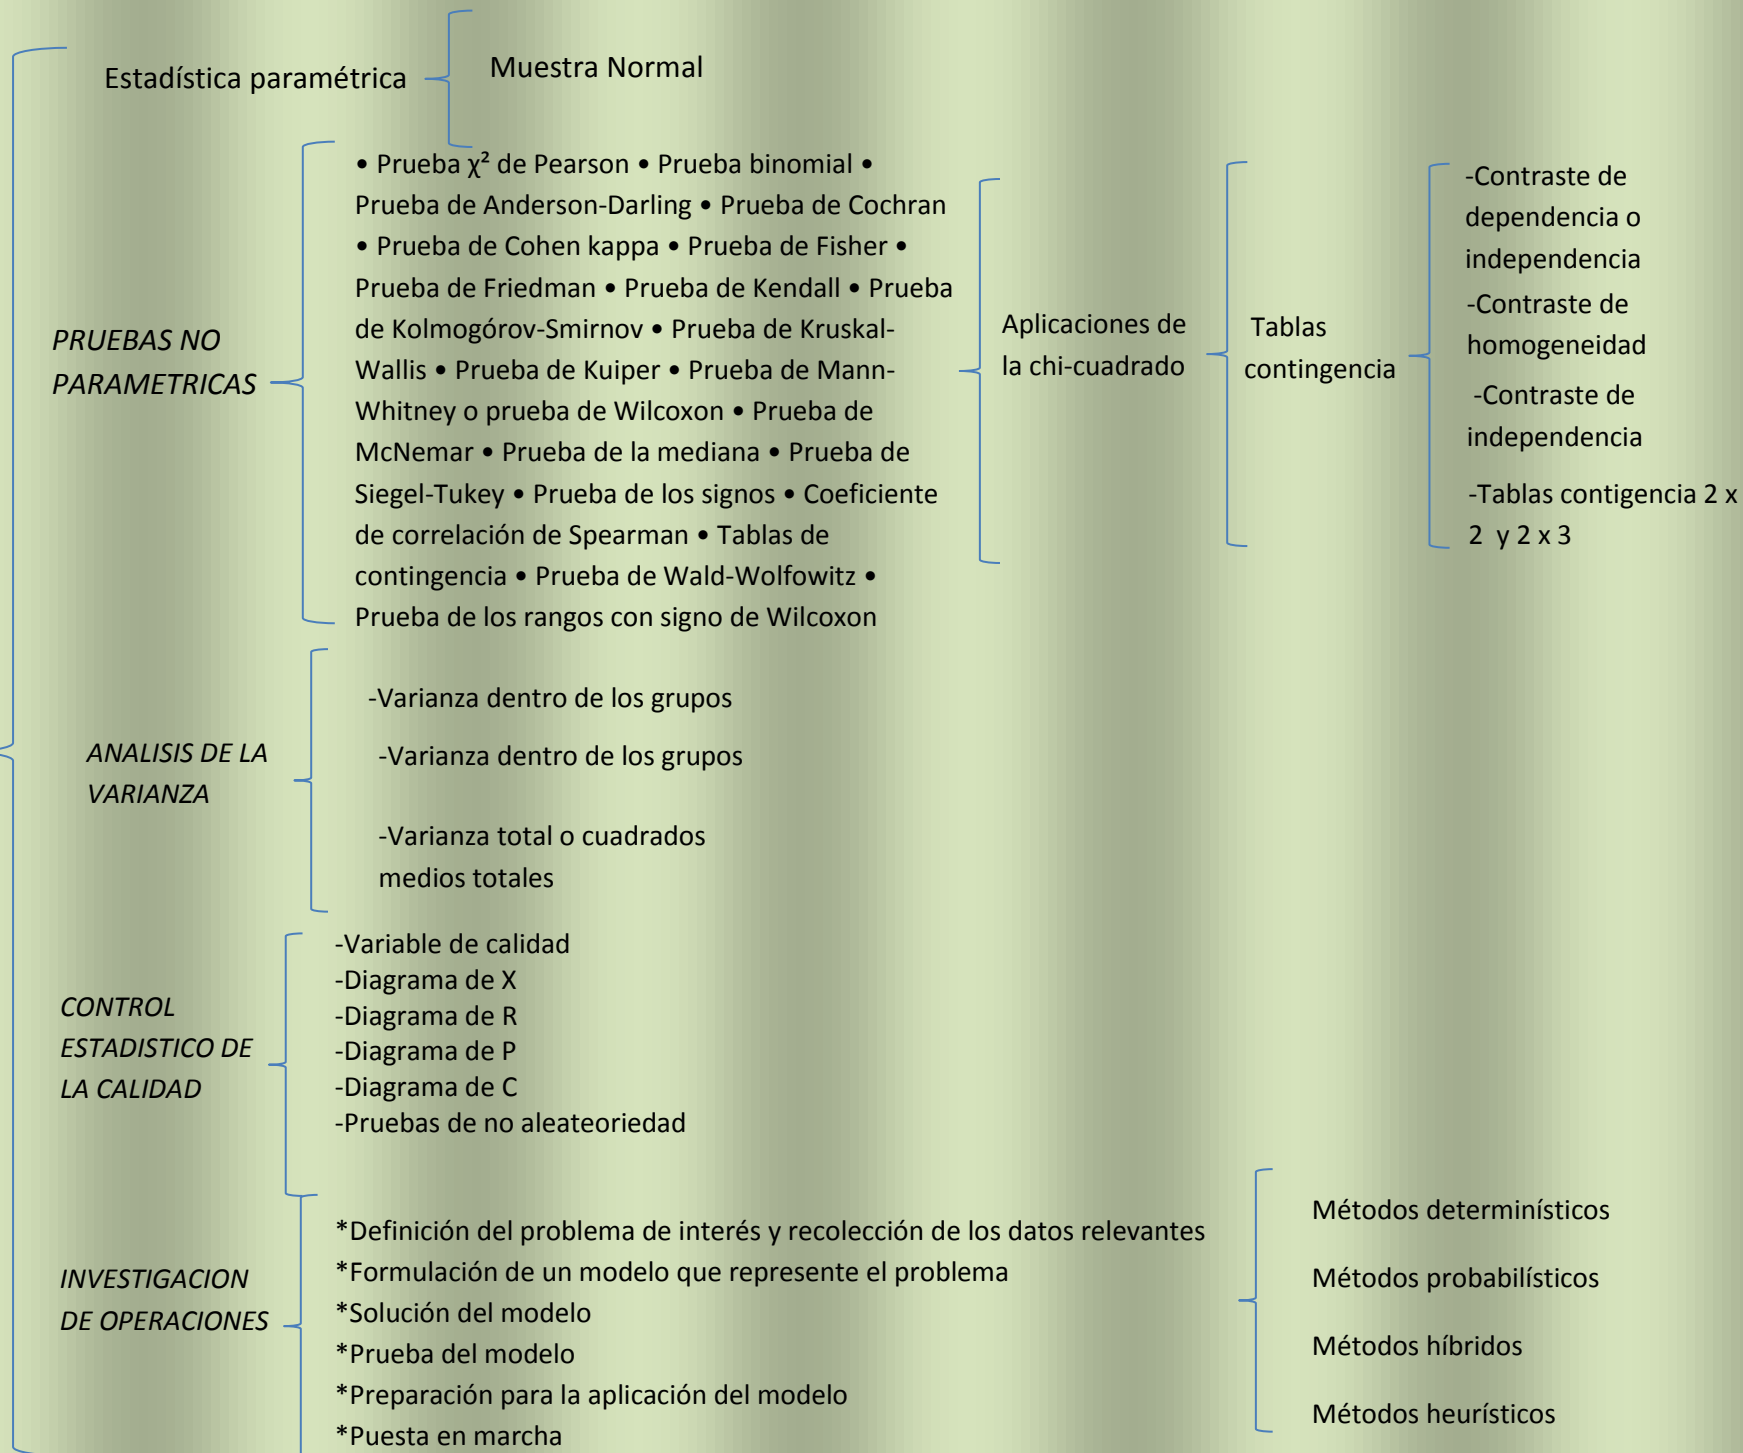 Estadística paramétrica
Muestra Normal
PRUEBAS NO
PARAMETRICAS
• Prueba χ² de Pearson • Prueba binomial •
Prueba de Anderson-Darling • Prueba de Cochran
• Prueba de Cohen kappa • Prueba de Fisher •
Prueba de Friedman • Prueba de Kendall • Prueba
de Kolmogórov-Smirnov • Prueba de Kruskal-
Wallis • Prueba de Kuiper • Prueba de Mann-
Whitney o prueba de Wilcoxon • Prueba de
McNemar • Prueba de la mediana • Prueba de
Siegel-Tukey • Prueba de los signos • Coeficiente
de correlación de Spearman • Tablas de
contingencia • Prueba de Wald-Wolfowitz •
Prueba de los rangos con signo de Wilcoxon
Aplicaciones de
la chi-cuadrado
Tablas
contingencia
-Contraste de
dependencia o
independencia
-Contraste de
homogeneidad
-Contraste de
independencia
-Tablas contigencia 2 x
2 y 2 x 3
ANALISIS DE LA
VARIANZA
-Varianza dentro de los grupos
-Varianza dentro de los grupos
-Varianza total o cuadrados
medios totales
CONTROL
ESTADISTICO DE
LA CALIDAD
-Variable de calidad
-Diagrama de X
-Diagrama de R
-Diagrama de P
-Diagrama de C
-Pruebas de no aleateoriedad
INVESTIGACION
DE OPERACIONES
*Definición del problema de interés y recolección de los datos relevantes
*Formulación de un modelo que represente el problema
*Solución del modelo
*Prueba del modelo
*Preparación para la aplicación del modelo
*Puesta en marcha
Métodos determinísticos
Métodos probabilísticos
Métodos híbridos
Métodos heurísticos